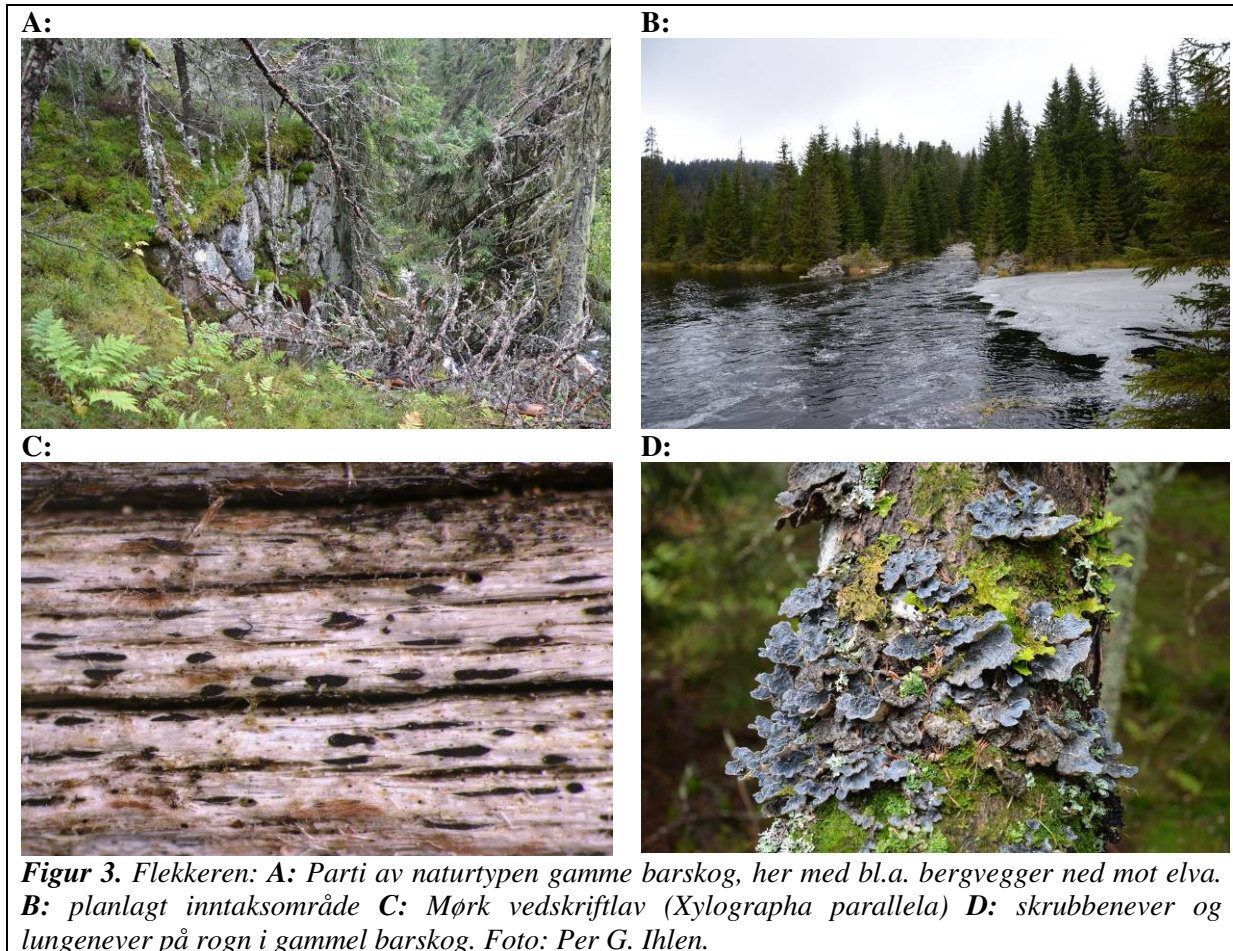 A:
B:
C:
D:
Figur 3. Flekkeren: A: Parti av naturtypen gamme barskog, her med bl.a. bergvegger ned mot elva.
B: planlagt inntaksområde C: Mørk vedskriftlav (Xylographa parallela) D: skrubbenever og
lungenever på rogn i gammel barskog. Foto: Per G. Ihlen.